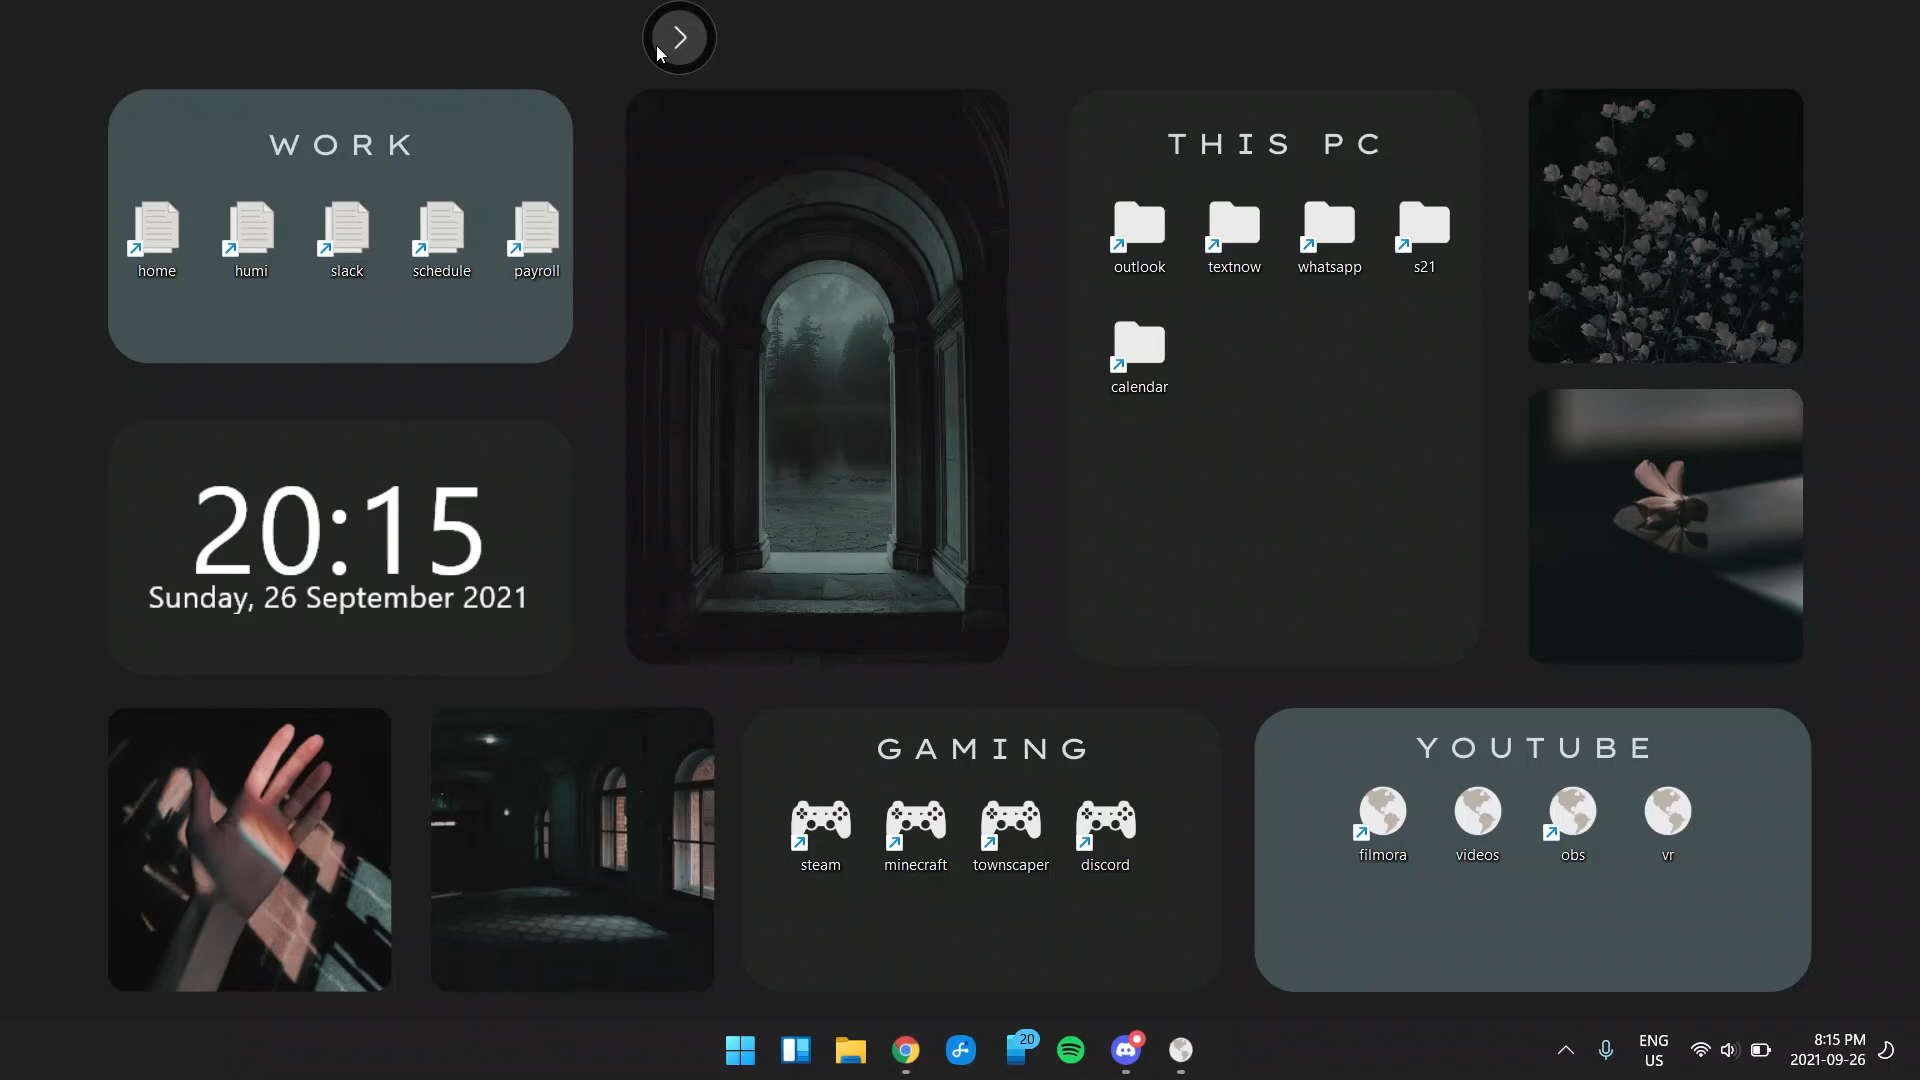 WORK
home
humi
slack
schedule
payroll
THIS PC
outlook
textnow
whatsapp
s21
calendar
20:15
Sunday, 26 September 2021
GAMING
steam
minecraft
townscaper
discord
YOUTUBE
filmora
videos
obs
vr
20
ENG
US
8:15 PM
2021-09-26